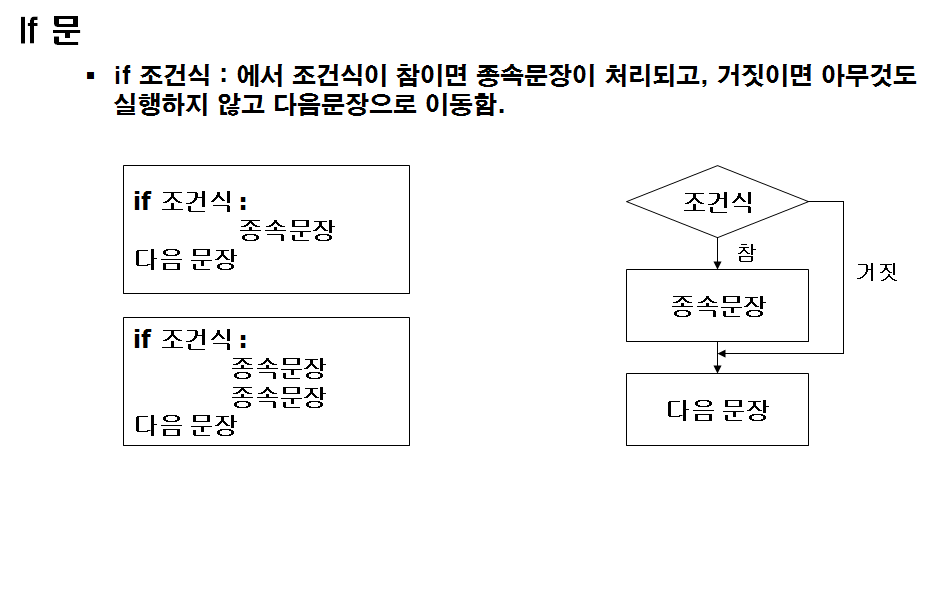 If 문
▪ if 조건식 : 에서 조건식이 참이면 종속문장이 처리되고, 거짓이면 아무것도
실행하지 않고 다음문장으로 이동함.
if 조건식 :
종속문장
다음 문장
if 조건식 :
종속문장
종속문장
다음 문장
조건식
참
거짓
종속문장
다음 문장